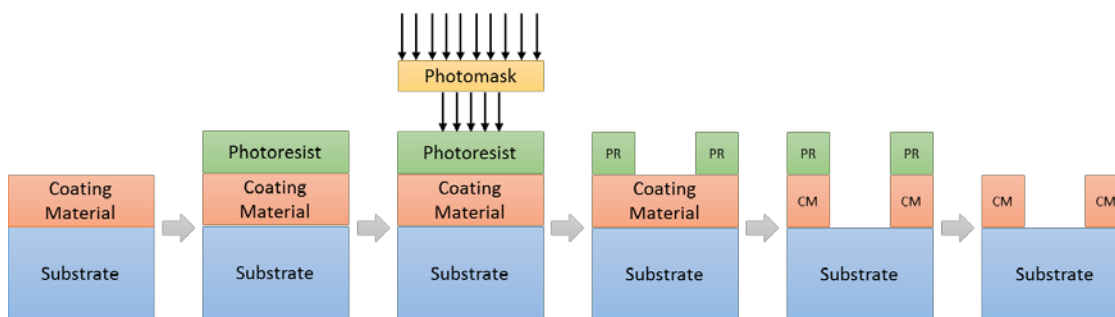 Coating
Material
Substrate
Photoresist
Coating
Material
Substrate
Photomask
Photoresist
Coating
Material
Substrate
PR
PR
Coating
Material
Substrate
PR
PR
CM
CM
Substrate
CM
CM
Substrate